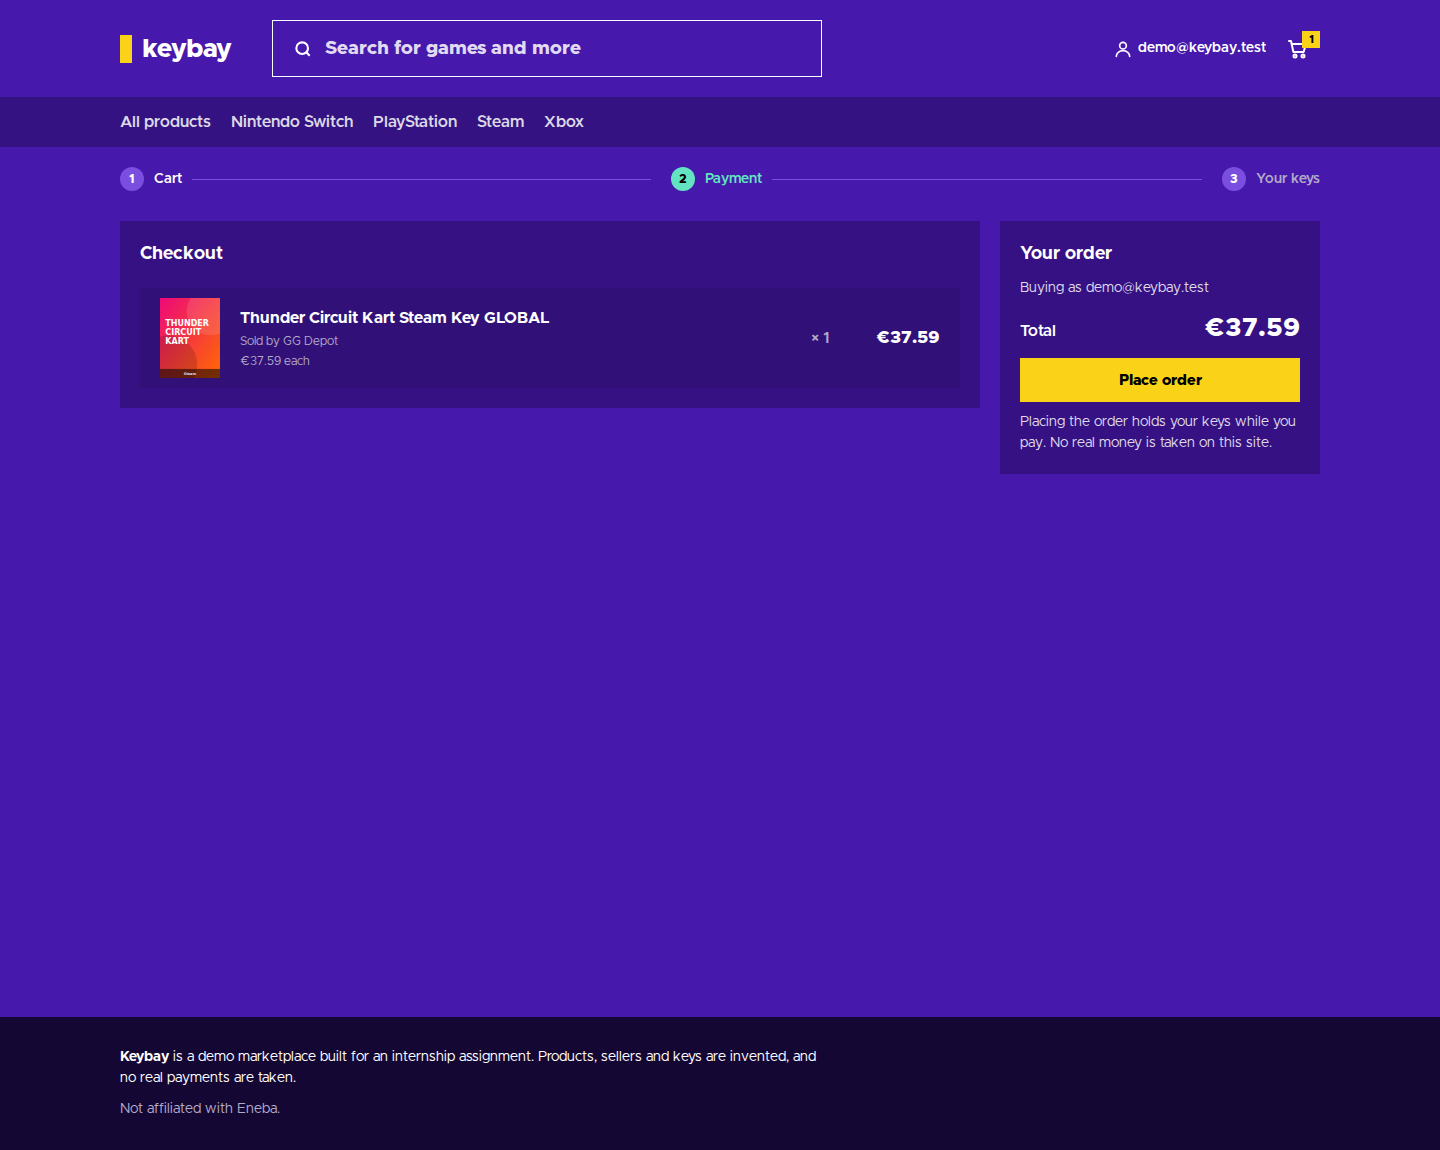 keybay
Search for games and more
demo@keybay.test
1
All products
Nintendo Switch
PlayStation
Steam
Xbox
1 Cart
2 Payment
3 Your keys
Checkout
THUNDER
CIRCUIT
KART
Thunder Circuit Kart Steam Key GLOBAL
Sold by GG Depot
€37.59 each
× 1
€37.59
Your order
Buying as demo@keybay.test
Total
€37.59
Place order
Placing the order holds your keys while you
pay. No real money is taken on this site.
Keybay is a demo marketplace built for an internship assignment. Products, sellers and keys are invented, and
no real payments are taken.
Not affiliated with Eneba.